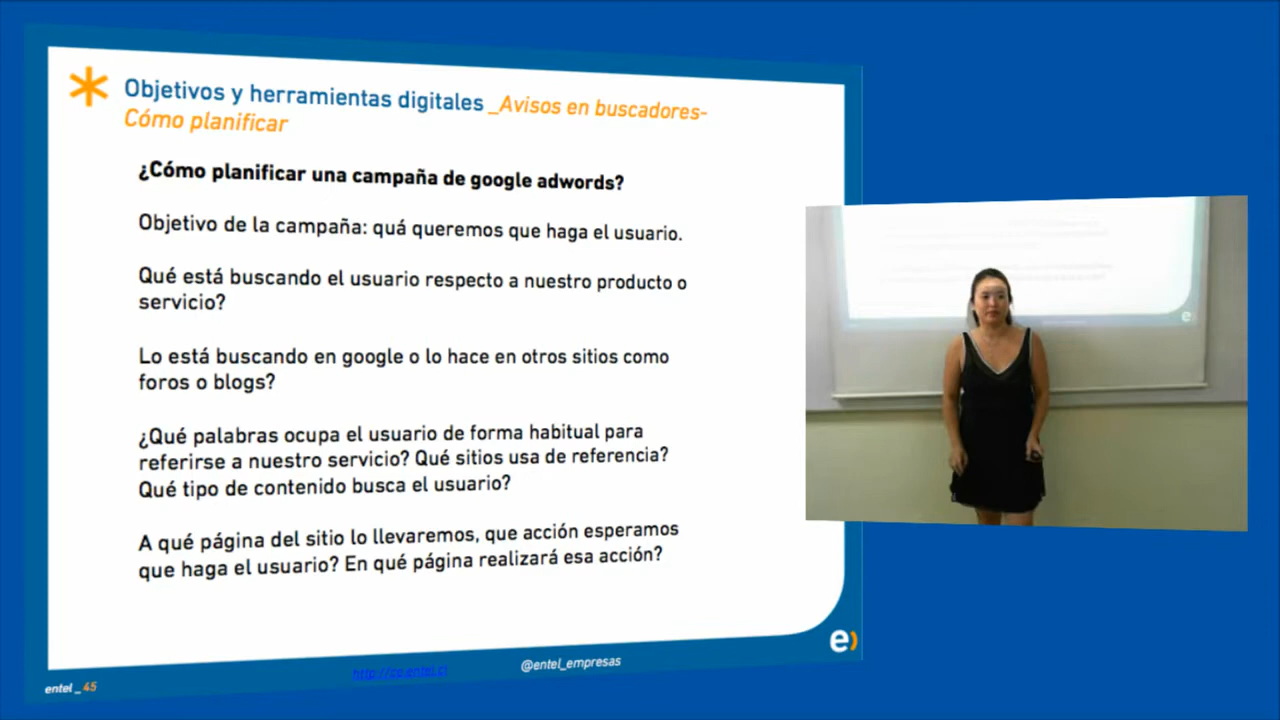 Objetivos y herramientas digitales _Avisos en buscadores-
Cómo planificar
¿Cómo planificar una campaña de google adwords?
Objetivo de la campaña: quá queremos que haga el usuario.
Qué está buscando el usuario respecto a nuestro producto o
servicio?
Lo está buscando en google o lo hace en otros sitios como
foros o blogs?
¿Qué palabras ocupa el usuario de forma habitual para
referirse a nuestro servicio? Qué sitios usa de referencia?
Qué tipo de contenido busca el usuario?
A qué página del sitio lo llevaremos, que acción esperamos
que haga el usuario? En qué página realizará esa acción?
e)
@entel_empresas
entel _45